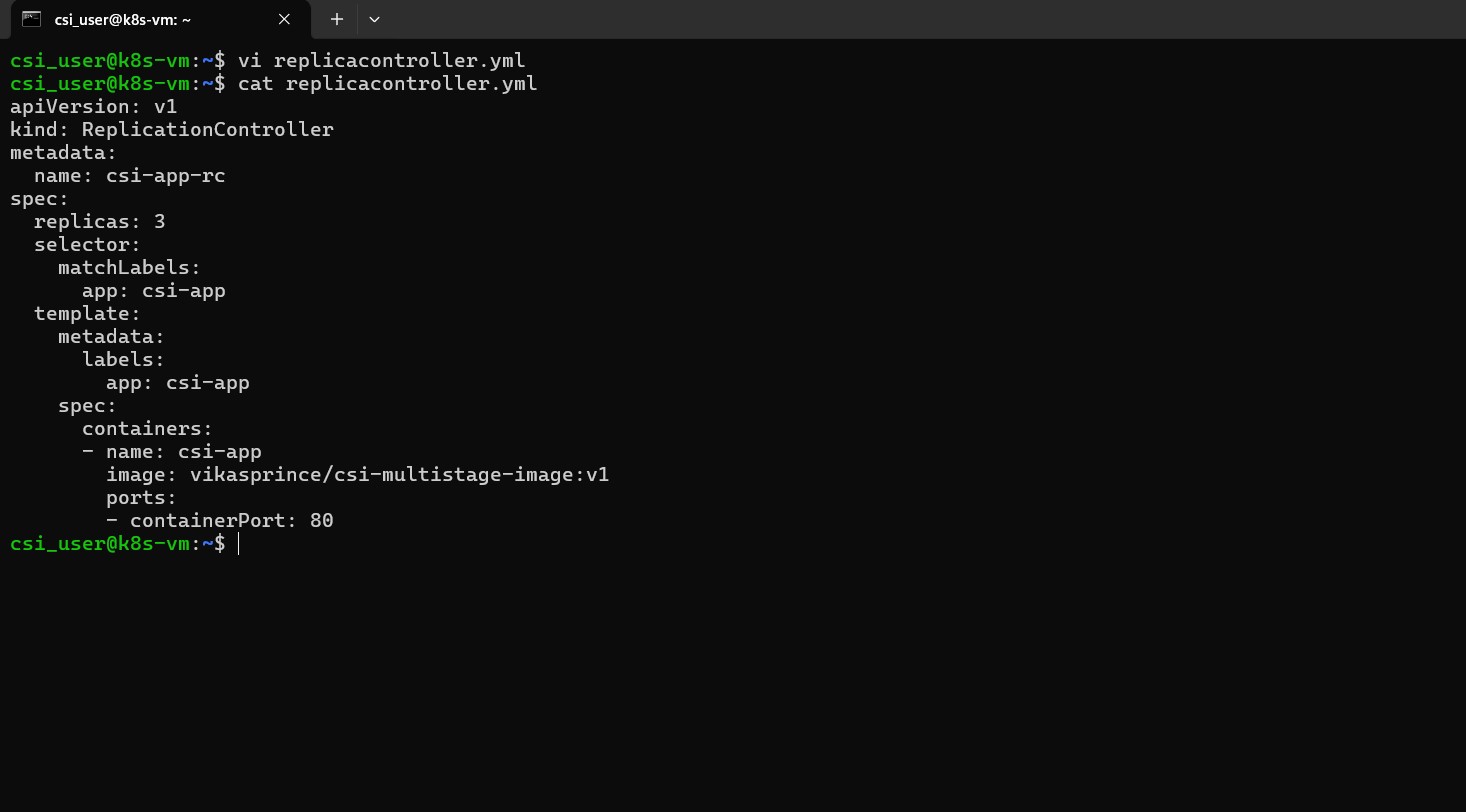 csi_user@k8s-vm: ~
csi_user@k8s-vm:~$ vi replicacontroller.yml
csi_user@k8s-vm:~$ cat replicacontroller.yml
apiVersion: v1
kind: ReplicationController
metadata:
  name: csi-app-rc
spec:
  replicas: 3
  selector:
    matchLabels:
      app: csi-app
  template:
    metadata:
      labels:
        app: csi-app
    spec:
      containers:
      - name: csi-app
        image: vikasprince/csi-multistage-image:v1
        ports:
        - containerPort: 80
csi_user@k8s-vm:~$